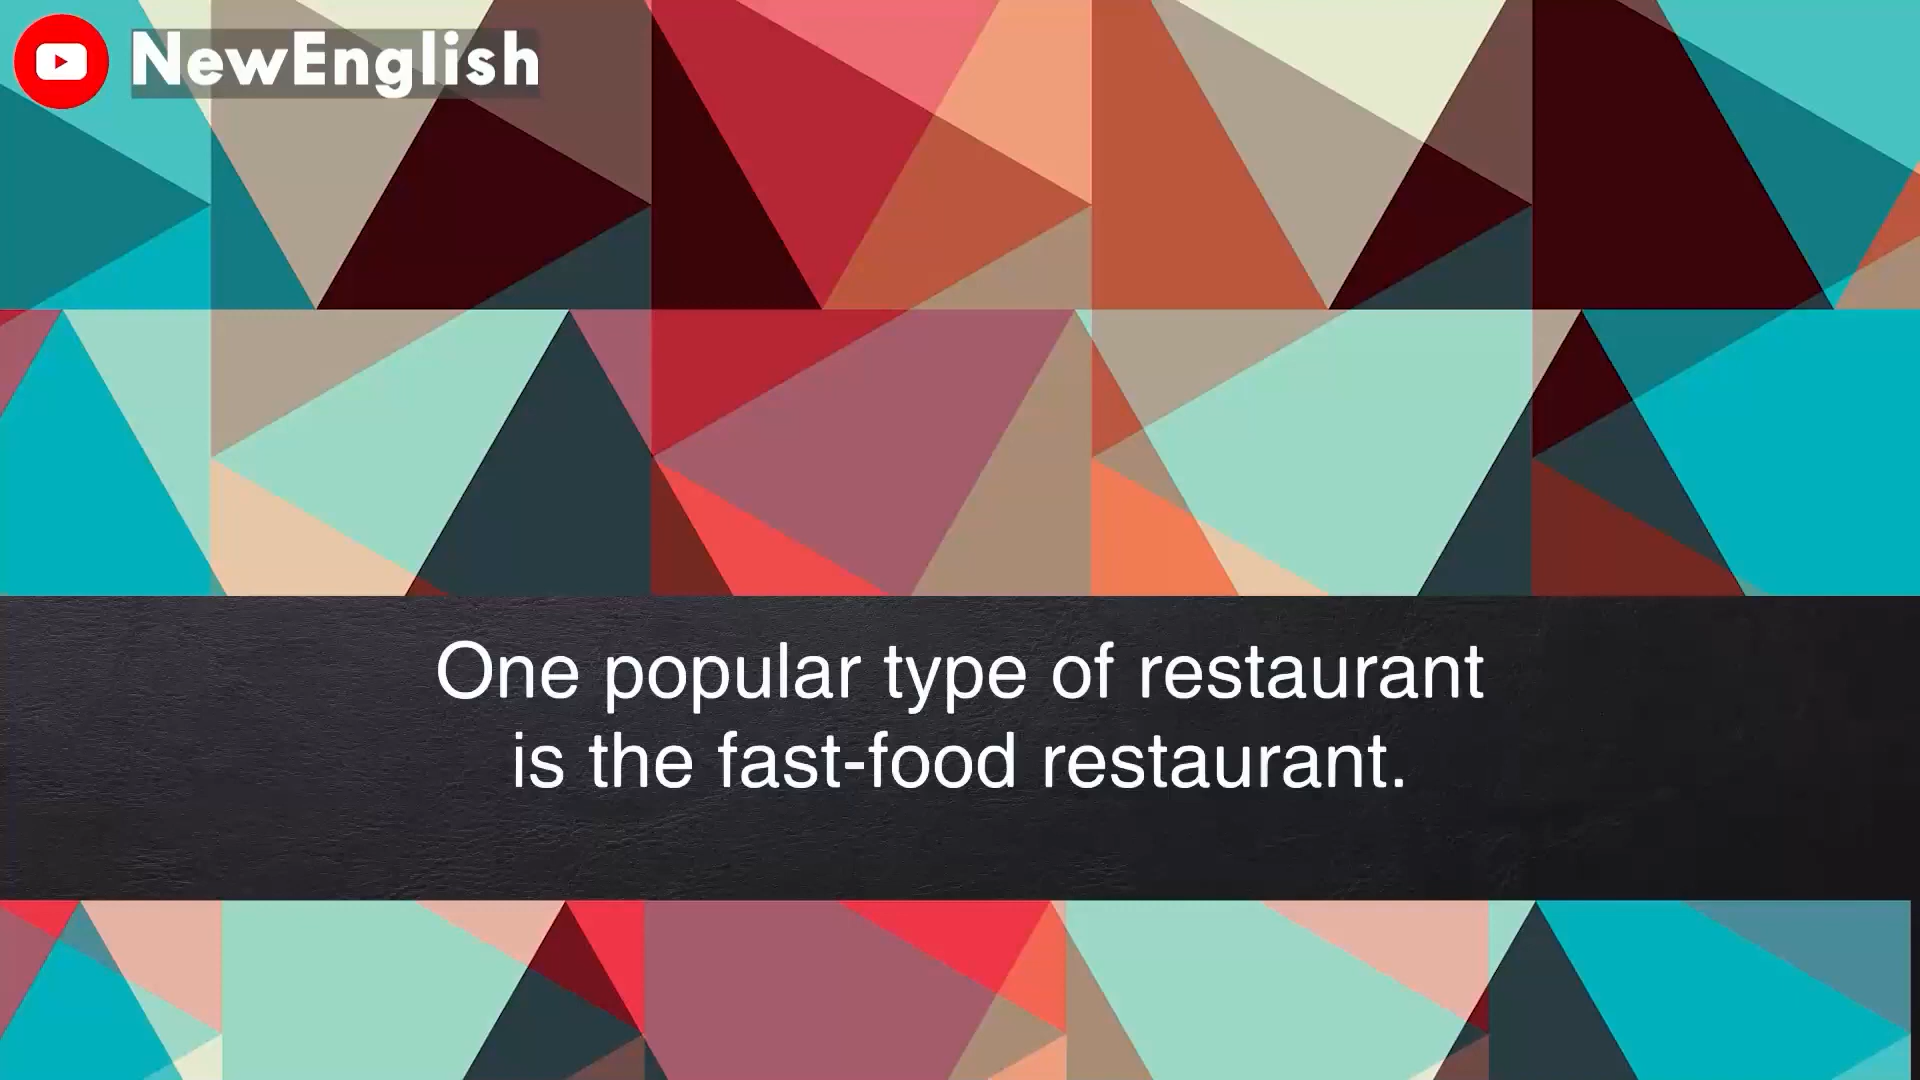 NewEnglish
One popular type of restaurant
is the fast-food restaurant.